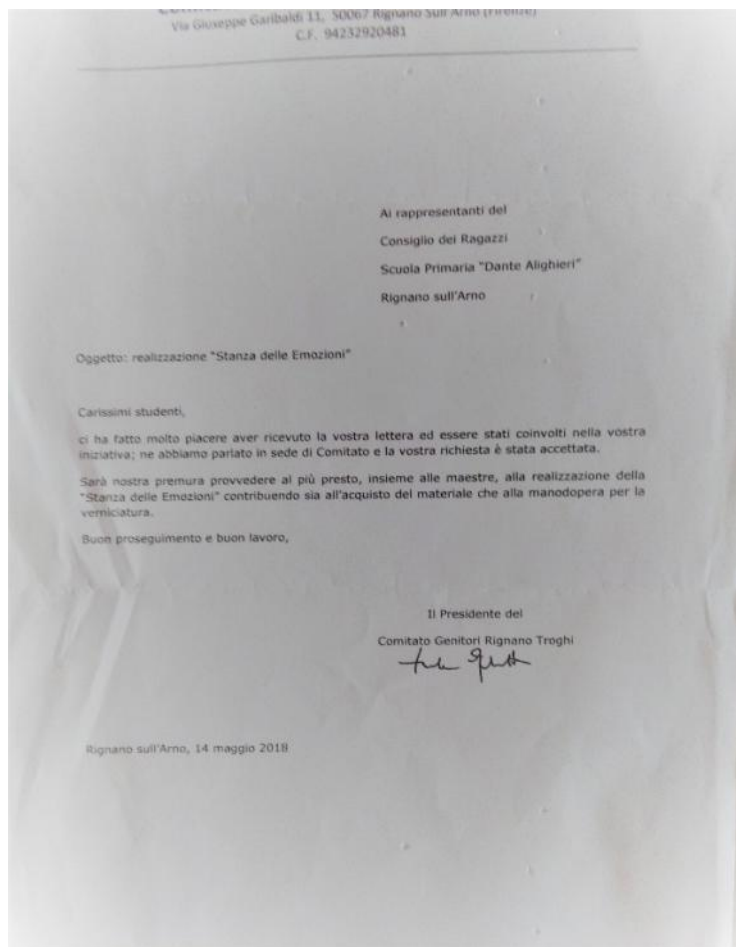 Via Giuseppe Garibaldi 11, 50067 Rignano Sull'Arno (Firenze)
C.F. 94232920481
Ai rappresentanti del
Consiglio dei Ragazzi
Scuola Primaria "Dante Alighieri"
Rignano sull'Arno
Oggetto: realizzazione "Stanza delle Emozioni"
Carissimi studenti,
ci ha fatto molto piacere aver ricevuto la vostra lettera ed essere stati coinvolti nella vostra
iniziativa; ne abbiamo parlato in sede di Comitato e la vostra richiesta è stata accettata.
Sarà nostra premura provvedere al più presto, insieme alle maestre, alla realizzazione della
"Stanza delle Emozioni" contribuendo sia all'acquisto del materiale che alla manodopera per la
verniciatura.
Buon proseguimento e buon lavoro,
Il Presidente del
Comitato Genitori Rignano Troghi
Rignano sull'Arno, 14 maggio 2018